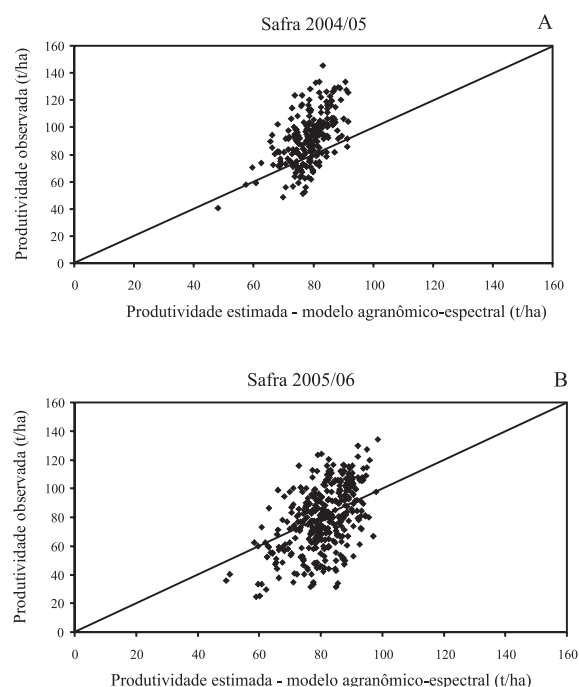 Safra 2004/05
A
Produtividade observada (t/ha)
160
140
120
100
80
60
40
20
0
0 20 40 60 80 100 120 140 160
Produtividade estimada - modelo agranômico-espectral (t/ha)
Safra 2005/06
B
Produtividade observada (t/ha)
160
140
120
100
80
60
40
20
0
0 20 40 60 80 100 120 140 160
Produtividade estimada - modelo agranômico-espectral (t/ha)